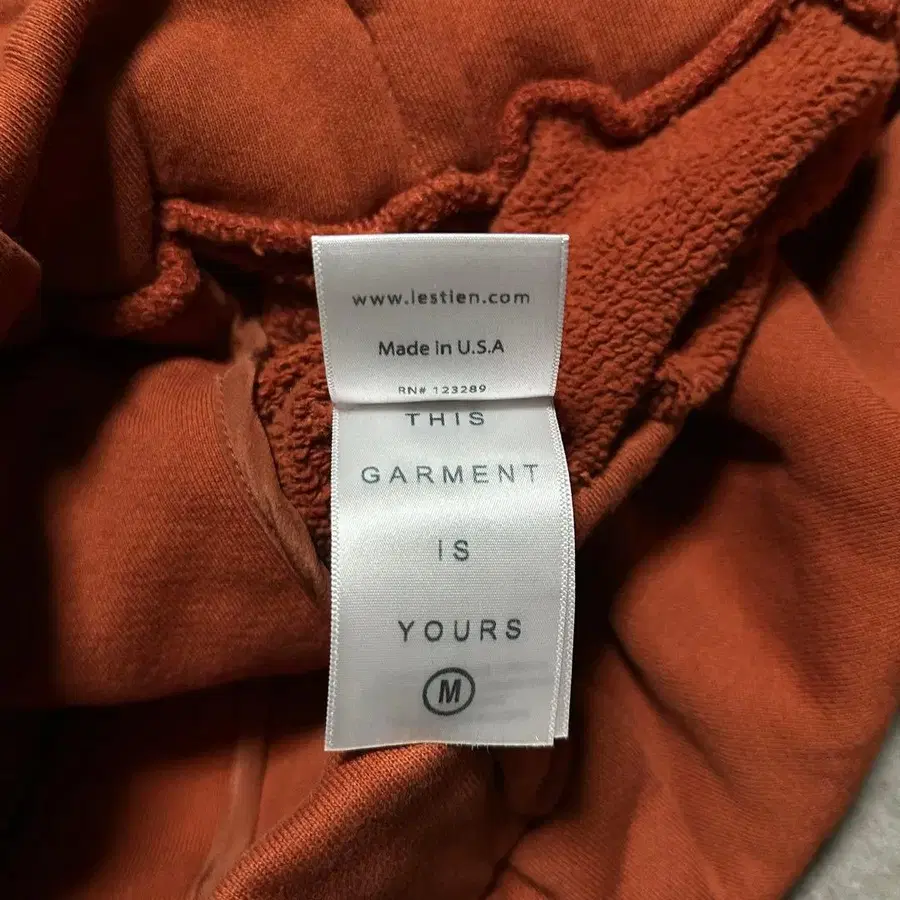 www.lestien.com
Made in U.S.A
RN# 123289
THIS
GARMENT
IS
YOURS
M